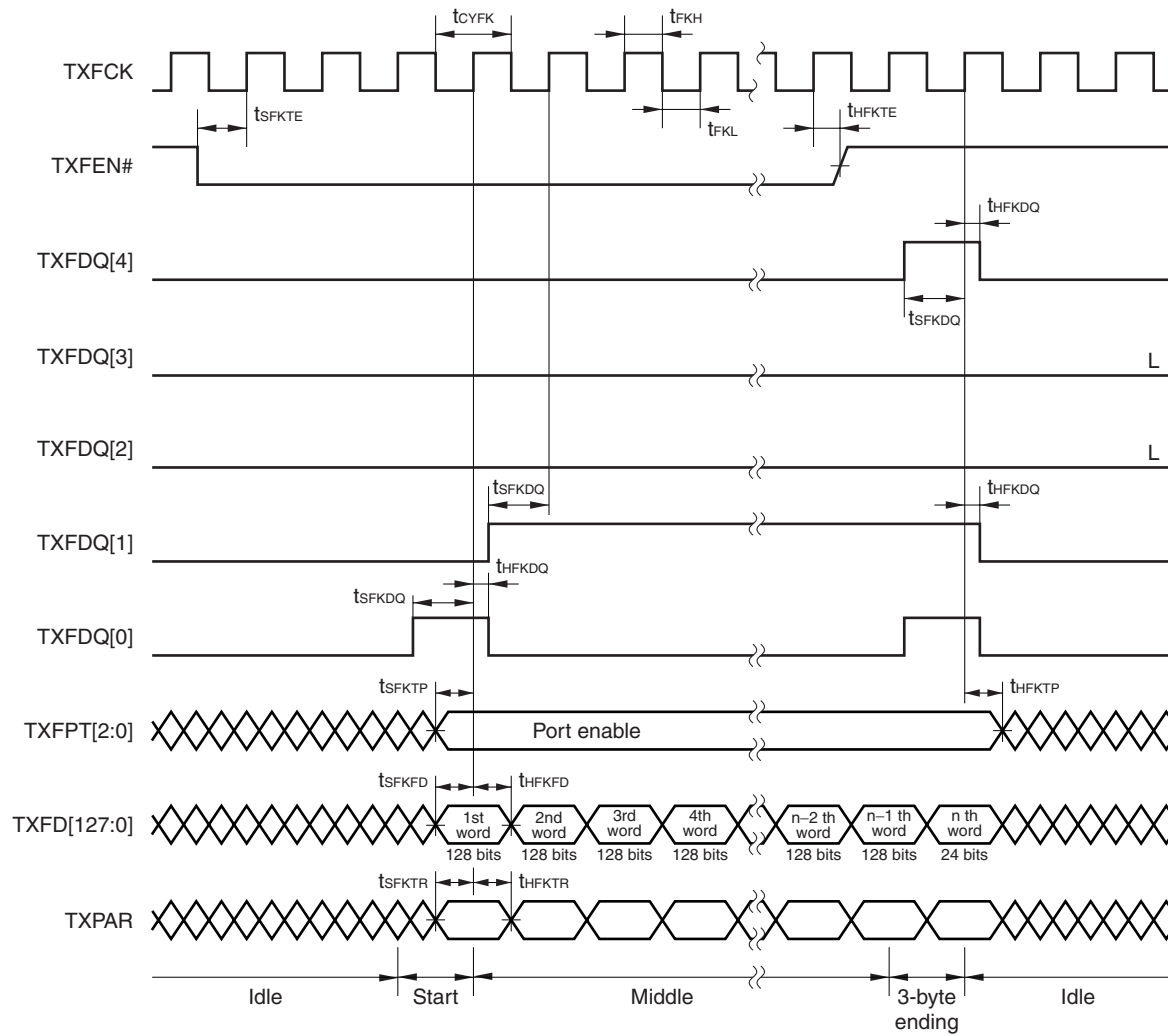 tCYFK
tFKH
TXFCK
tSFKTE
tFKL
tHFKTE
TXFEN#
tHFKDQ
TXFDQ[4]
tSFKDQ
TXFDQ[3]
L
TXFDQ[2]
L
tSFKDQ
tHFKDQ
TXFDQ[1]
tHFKDQ
tSFKDQ
TXFDQ[0]
tSFKTP
tHFKTP
TXFPT[2:0]
Port enable
tSFKFD
tHFKFD
TXFD[127:0]
1st word
2nd word
3rd word
4th word
n–2 th word
n–1 th word
n th word
128 bits
128 bits
128 bits
128 bits
128 bits
128 bits
24 bits
tSFKTR
tHFKTR
TXPAR
Idle
Start
Middle
3-byte ending
Idle